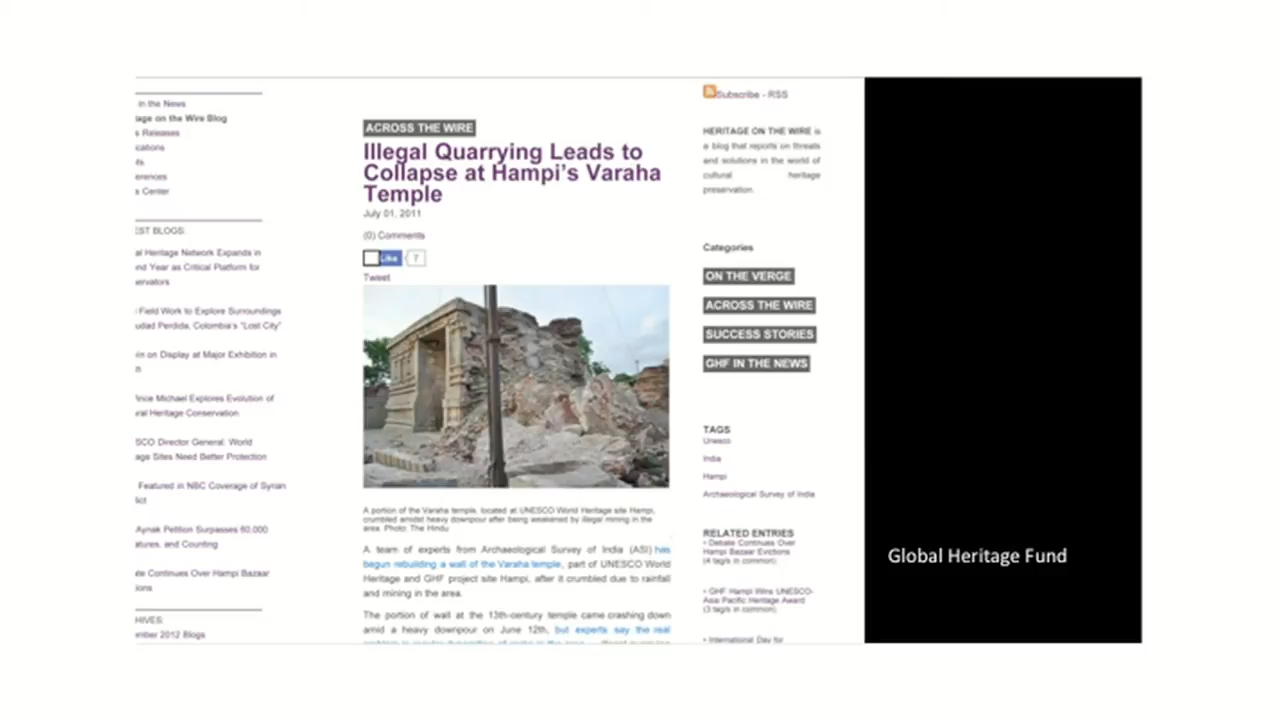 in the News
age on the Wire Blog
s Releases
cations
ts
erences
s Center
EST BLOGS:
al Heritage Network Expands in
nd Year as Critical Platform for
ervators
Field Work to Explore Surroundings
udad Perdida, Colombia's "Lost City"
in on Display at Major Exhibition in
ince Michael Explores Evolution of
ral Heritage Conservation
SCO Director General: World
age Sites Need Better Protection
Featured in NBC Coverage of Syrian
lict
Aynak Petition Surpasses 60,000
atures, and Counting
te Continues Over Hampi Bazaar
ions
HIVES:
mber 2012 Blogs
ACROSS THE WIRE
Illegal Quarrying Leads to
Collapse at Hampi's Varaha
Temple
July 01, 2011
(0) Comments
Like 7
Tweet
A portion of the Varaha temple, located at UNESCO World Heritage site Hampi,
crumbled amidst heavy downpour after being weakened by illegal mining in the
area. Photo: The Hindu
A team of experts from Archaeological Survey of India (ASI) has
begun rebuilding a wall of the Varaha temple, part of UNESCO World
Heritage and GHF project site Hampi, after it crumbled due to rainfall
and mining in the area.
The portion of wall at the 13th-century temple came crashing down
amid a heavy downpour on June 12th, but experts say the real
Subscribe - RSS
HERITAGE ON THE WIRE is
a blog that reports on threats
and solutions in the world of
cultural heritage
preservation.
Categories
ON THE VERGE
ACROSS THE WIRE
SUCCESS STORIES
GHF IN THE NEWS
TAGS
Unesco
India
Hampi
Archaeological Survey of India
RELATED ENTRIES
• Debate Continues Over
Hampi Bazaar Evictions
(4 tag/s in common)
• GHF Hampi Wins UNESCO-
Asia Pacific Heritage Award
(3 tag/s in common)
• International Day for
Global Heritage Fund